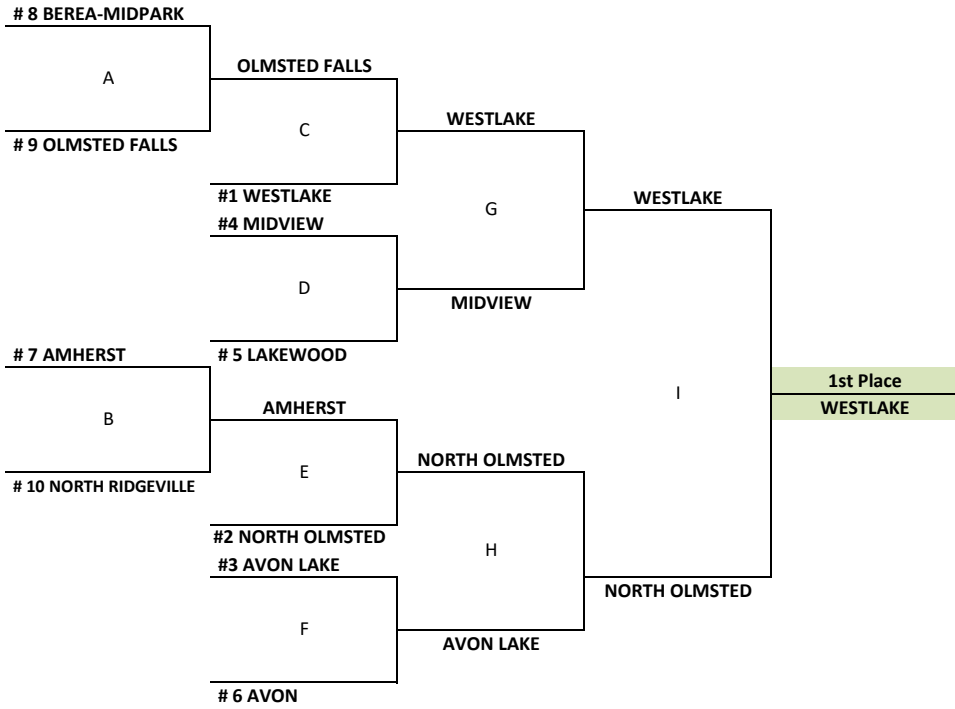 # 8 BEREA-MIDPARK
A
OLMSTED FALLS
# 9 OLMSTED FALLS
C
WESTLAKE
#1 WESTLAKE
#4 MIDVIEW
G
WESTLAKE
D
MIDVIEW
# 5 LAKEWOOD
# 7 AMHERST
B
AMHERST
# 10 NORTH RIDGEVILLE
E
NORTH OLMSTED
#2 NORTH OLMSTED
#3 AVON LAKE
H
NORTH OLMSTED
F
AVON LAKE
# 6 AVON
I
1st Place
WESTLAKE